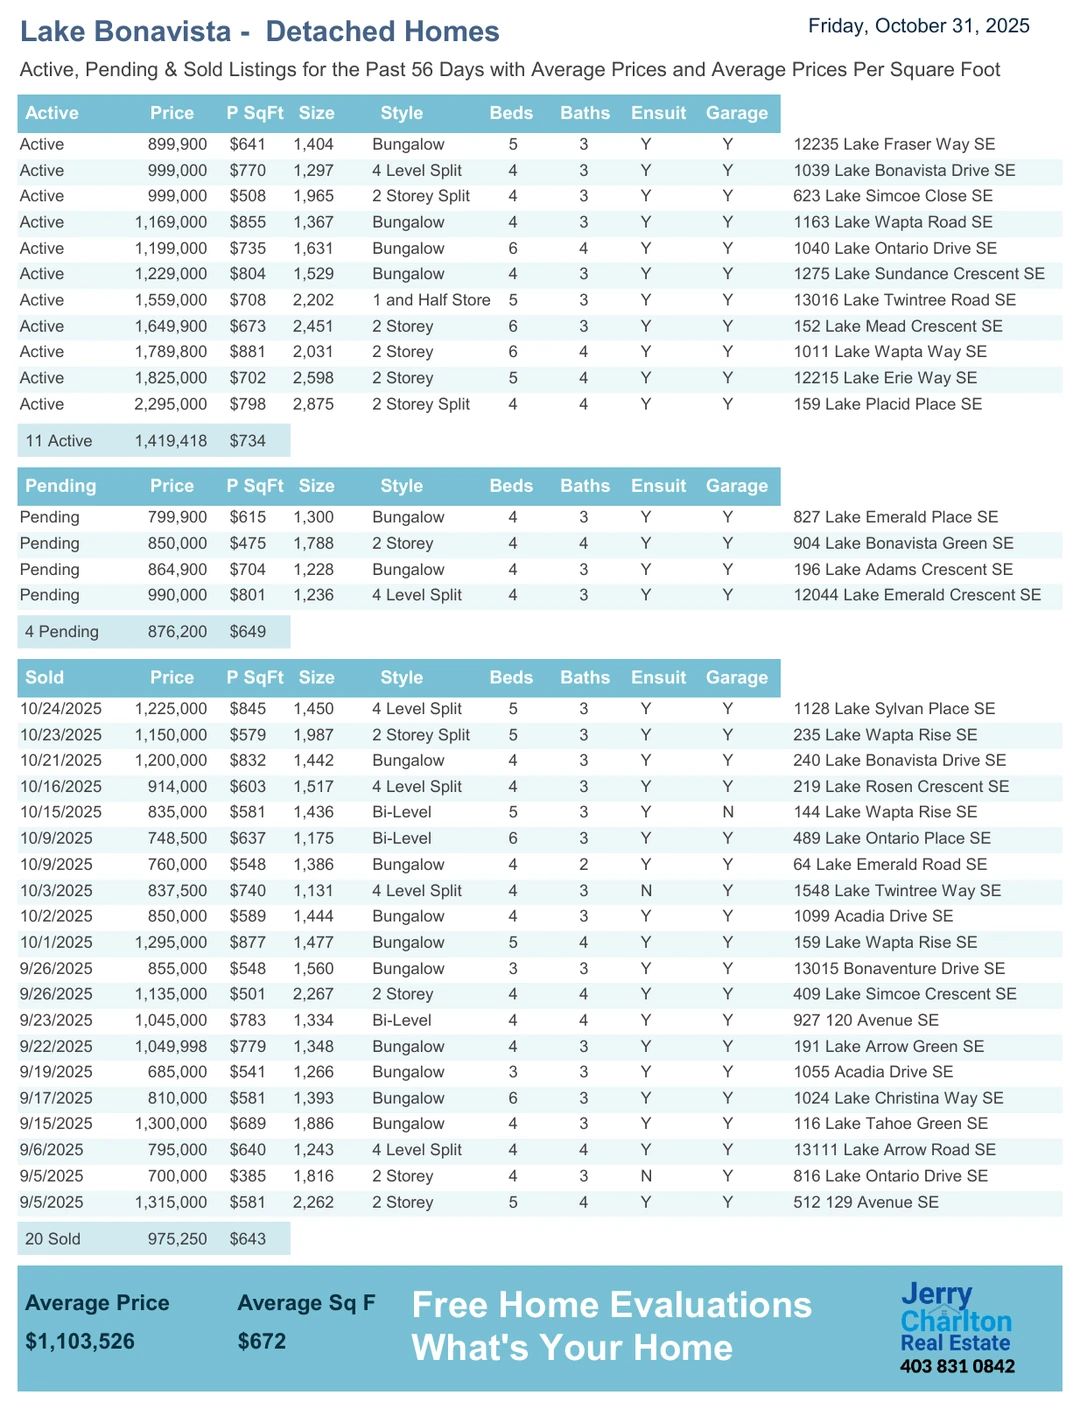 Lake Bonavista - Detached Homes
Friday, October 31, 2025
Active, Pending & Sold Listings for the Past 56 Days with Average Prices and Average Prices Per Square Foot
Active Price P SqFt Size Style Beds Baths Ensuit Garage
Active 899,900 $641 1,404 Bungalow 5 3 Y Y 12235 Lake Fraser Way SE
Active 999,000 $770 1,297 4 Level Split 4 3 Y Y 1039 Lake Bonavista Drive SE
Active 999,000 $508 1,965 2 Storey Split 4 3 Y Y 623 Lake Simcoe Close SE
Active 1,169,000 $855 1,367 Bungalow 4 3 Y Y 1163 Lake Wapta Road SE
Active 1,199,000 $735 1,631 Bungalow 6 4 Y Y 1040 Lake Ontario Drive SE
Active 1,229,000 $804 1,529 Bungalow 4 3 Y Y 1275 Lake Sundance Crescent SE
Active 1,559,000 $708 2,202 1 and Half Store 5 3 Y Y 13016 Lake Twintree Road SE
Active 1,649,900 $673 2,451 2 Storey 6 3 Y Y 152 Lake Mead Crescent SE
Active 1,789,800 $881 2,031 2 Storey 6 4 Y Y 1011 Lake Wapta Way SE
Active 1,825,000 $702 2,598 2 Storey 5 4 Y Y 12215 Lake Erie Way SE
Active 2,295,000 $798 2,875 2 Storey Split 4 4 Y Y 159 Lake Placid Place SE
11 Active 1,419,418 $734
Pending Price P SqFt Size Style Beds Baths Ensuit Garage
Pending 799,900 $615 1,300 Bungalow 4 3 Y Y 827 Lake Emerald Place SE
Pending 850,000 $475 1,788 2 Storey 4 4 Y Y 904 Lake Bonavista Green SE
Pending 864,900 $704 1,228 Bungalow 4 3 Y Y 196 Lake Adams Crescent SE
Pending 990,000 $801 1,236 4 Level Split 4 3 Y Y 12044 Lake Emerald Crescent SE
4 Pending 876,200 $649
Sold Price P SqFt Size Style Beds Baths Ensuit Garage
10/24/2025 1,225,000 $845 1,450 4 Level Split 5 3 Y Y 1128 Lake Sylvan Place SE
10/23/2025 1,150,000 $579 1,987 2 Storey Split 5 3 Y Y 235 Lake Wapta Rise SE
10/21/2025 1,200,000 $832 1,442 Bungalow 4 3 Y Y 240 Lake Bonavista Drive SE
10/16/2025 914,000 $603 1,517 4 Level Split 4 3 Y Y 219 Lake Rosen Crescent SE
10/15/2025 835,000 $581 1,436 Bi-Level 5 3 Y N 144 Lake Wapta Rise SE
10/9/2025 748,500 $637 1,175 Bi-Level 6 3 Y Y 489 Lake Ontario Place SE
10/9/2025 760,000 $548 1,386 Bungalow 4 2 Y Y 64 Lake Emerald Road SE
10/3/2025 837,500 $740 1,131 4 Level Split 4 3 N Y 1548 Lake Twintree Way SE
10/2/2025 850,000 $589 1,444 Bungalow 4 3 Y Y 1099 Acadia Drive SE
10/1/2025 1,295,000 $877 1,477 Bungalow 5 4 Y Y 159 Lake Wapta Rise SE
9/26/2025 855,000 $548 1,560 Bungalow 3 3 Y Y 13015 Bonaventure Drive SE
9/26/2025 1,135,000 $501 2,267 2 Storey 4 4 Y Y 409 Lake Simcoe Crescent SE
9/23/2025 1,045,000 $783 1,334 Bi-Level 4 4 Y Y 927 120 Avenue SE
9/22/2025 1,049,998 $779 1,348 Bungalow 4 3 Y Y 191 Lake Arrow Green SE
9/19/2025 685,000 $541 1,266 Bungalow 3 3 Y Y 1055 Acadia Drive SE
9/17/2025 810,000 $581 1,393 Bungalow 6 3 Y Y 1024 Lake Christina Way SE
9/15/2025 1,300,000 $689 1,886 Bungalow 4 3 Y Y 116 Lake Tahoe Green SE
9/6/2025 795,000 $640 1,243 4 Level Split 4 4 Y Y 13111 Lake Arrow Road SE
9/5/2025 700,000 $385 1,816 2 Storey 4 3 N Y 816 Lake Ontario Drive SE
9/5/2025 1,315,000 $581 2,262 2 Storey 5 4 Y Y 512 129 Avenue SE
20 Sold 975,250 $643
Average Price Average Sq F
$1,103,526 $672
Free Home Evaluations
What's Your Home
Jerry
Charlton
Real Estate
403 831 0842